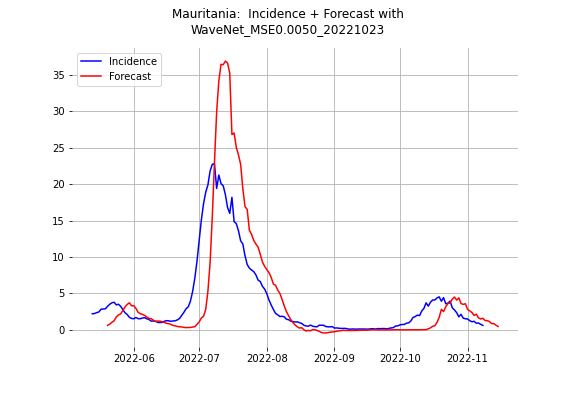 Mauritania:  Incidence + Forecast with
WaveNet_MSE0.0050_20221023
Incidence
Forecast
35
30
25
20
15
10
5
0
2022-06 2022-07 2022-08 2022-09 2022-10 2022-11